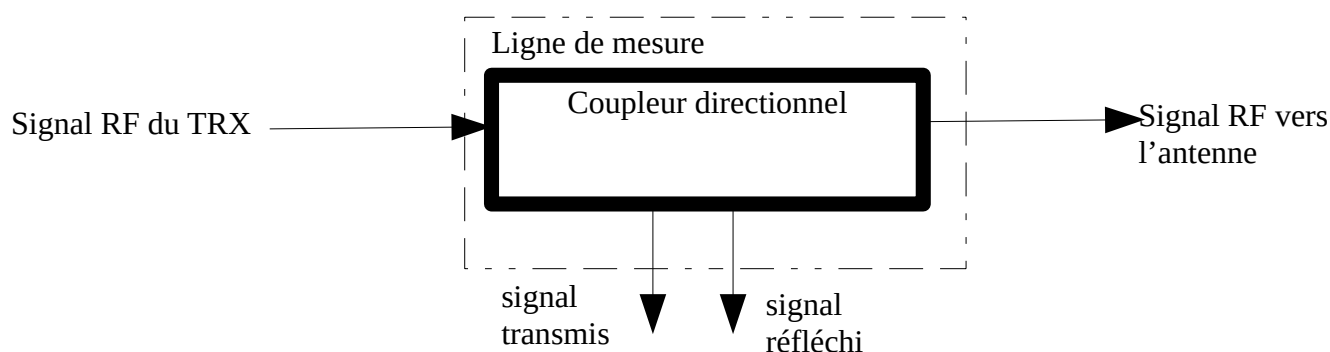 Ligne de mesure
Coupleur directionnel
Signal RF du TRX
Signal RF vers
l’antenne
signal
transmis
signal
réfléchi